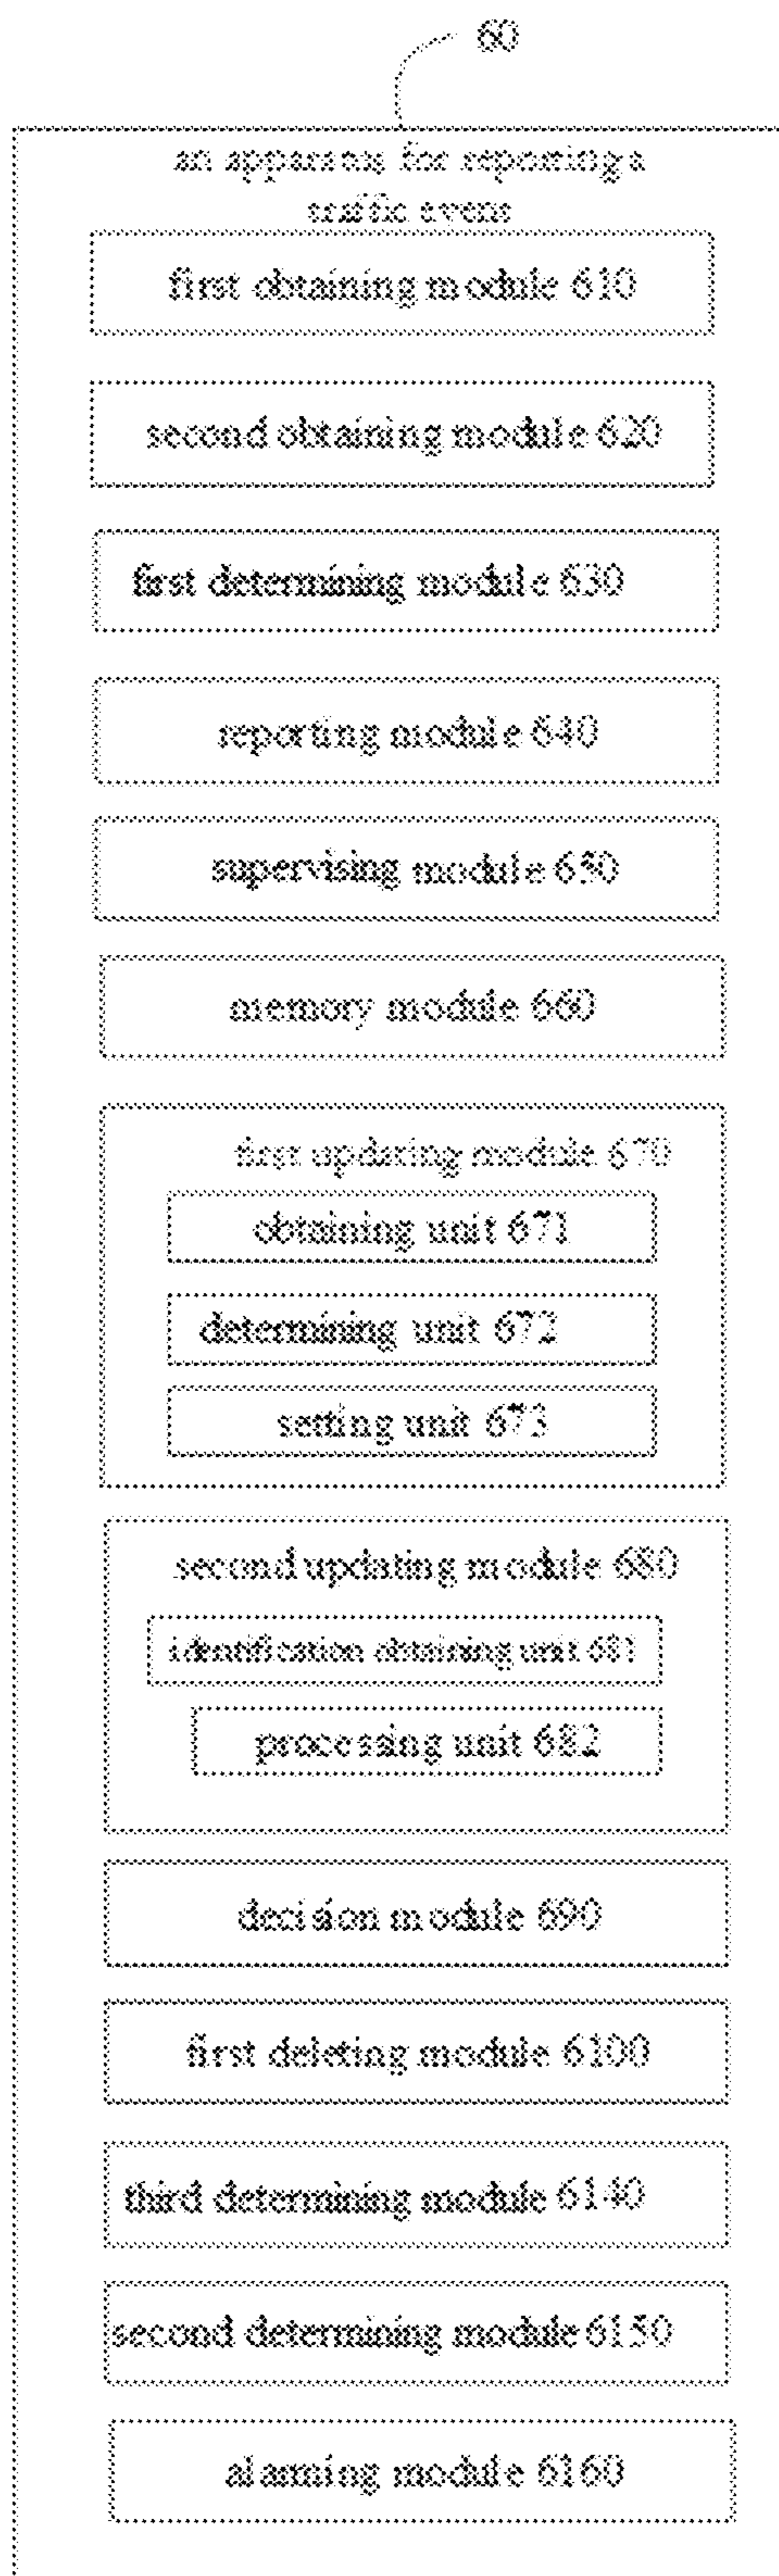 60
an apparatus for reporting a
traffic event
first obtaining module 610
second obtaining module 620
first determining module 630
reporting module 640
supervising module 650
memory module 660
first updating module 670
obtaining unit 671
determining unit 672
setting unit 673
second updating module 680
identification obtaining unit 681
processing unit 682
decision module 690
first deleting module 6100
third determining module 6140
second determining module 6150
alarming module 6160